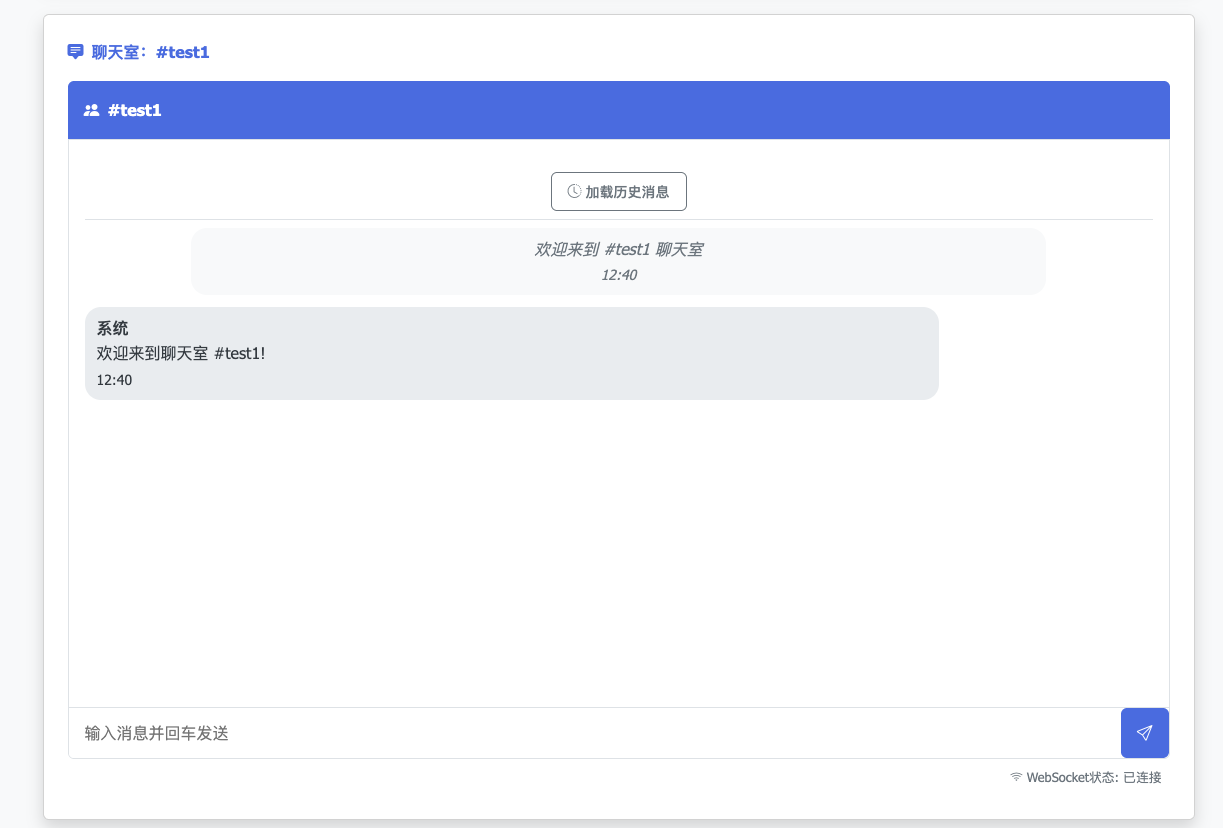 聊天室：#test1
#test1
加载历史消息
欢迎来到 #test1 聊天室
12:40
系统
欢迎来到聊天室 #test1!
12:40
输入消息并回车发送
WebSocket状态: 已连接